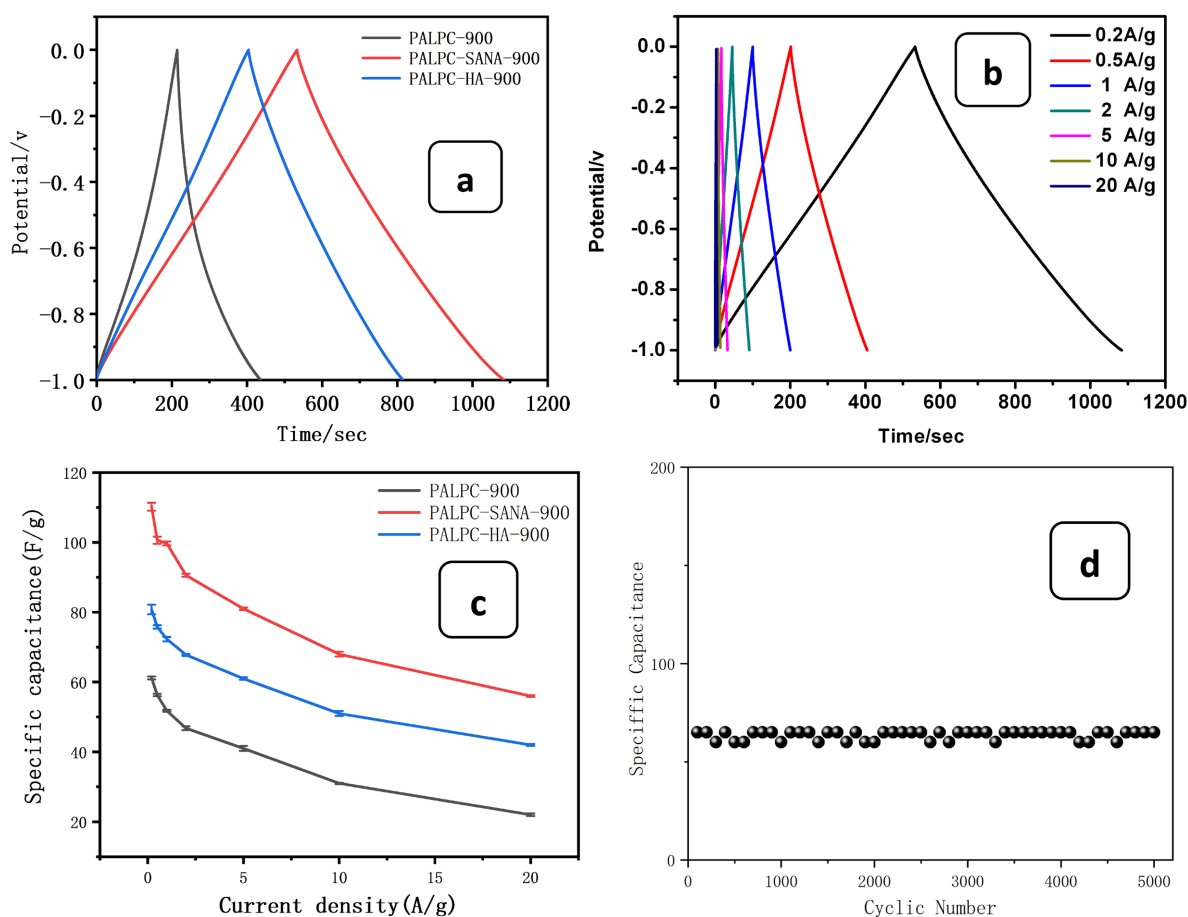 PALPC-900
PALPC-SANA-900
PALPC-HA-900
a
Potential/v
0.0
−0.2
−0.4
−0.6
−0.8
−1.0
0 200 400 600 800 1000 1200
Time/sec
0.2A/g
0.5A/g
1 A/g
2 A/g
5 A/g
10 A/g
20 A/g
b
Potential/v
0.0
-0.2
-0.4
-0.6
-0.8
-1.0
0 200 400 600 800 1000 1200
Time/sec
PALPC-900
PALPC-SANA-900
PALPC-HA-900
c
Specific capacitance(F/g)
120
100
80
60
40
20
0 5 10 15 20
Current density(A/g)
d
Speciffic Capacitance
200
100
0
0 1000 2000 3000 4000 5000
Cyclic Number